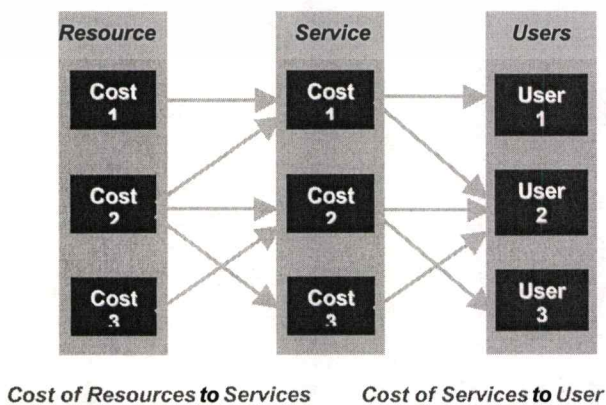 Resource
Service
Users
Cost
1
Cost
1
User
1
Cost
2
Cost
2
User
2
Cost
3
Cost
3
User
3
Cost of Resources to Services
Cost of Services to User